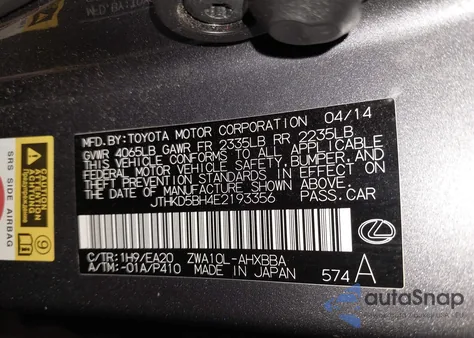 MFD. BY: TOYOTA MOTOR CORPORATION 04/14
GVWR 4065LB GAWR FR 2335LB RR 2235LB
THIS VEHICLE CONFORMS TO ALL APPLICABLE
FEDERAL MOTOR VEHICLE SAFETY, BUMPER, AND
THEFT PREVENTION STANDARDS IN EFFECT ON THE
DATE OF MANUFACTURE SHOWN ABOVE.
JTHKD5BH4E2193356 PASS.CAR
C/TR: 1H9/EA20 ZWA10L-AHXBBA
A/TM: -01A/P410 MADE IN JAPAN 574 A
SRS SIDE AIRBAG
CAUTION
9
autoSnap